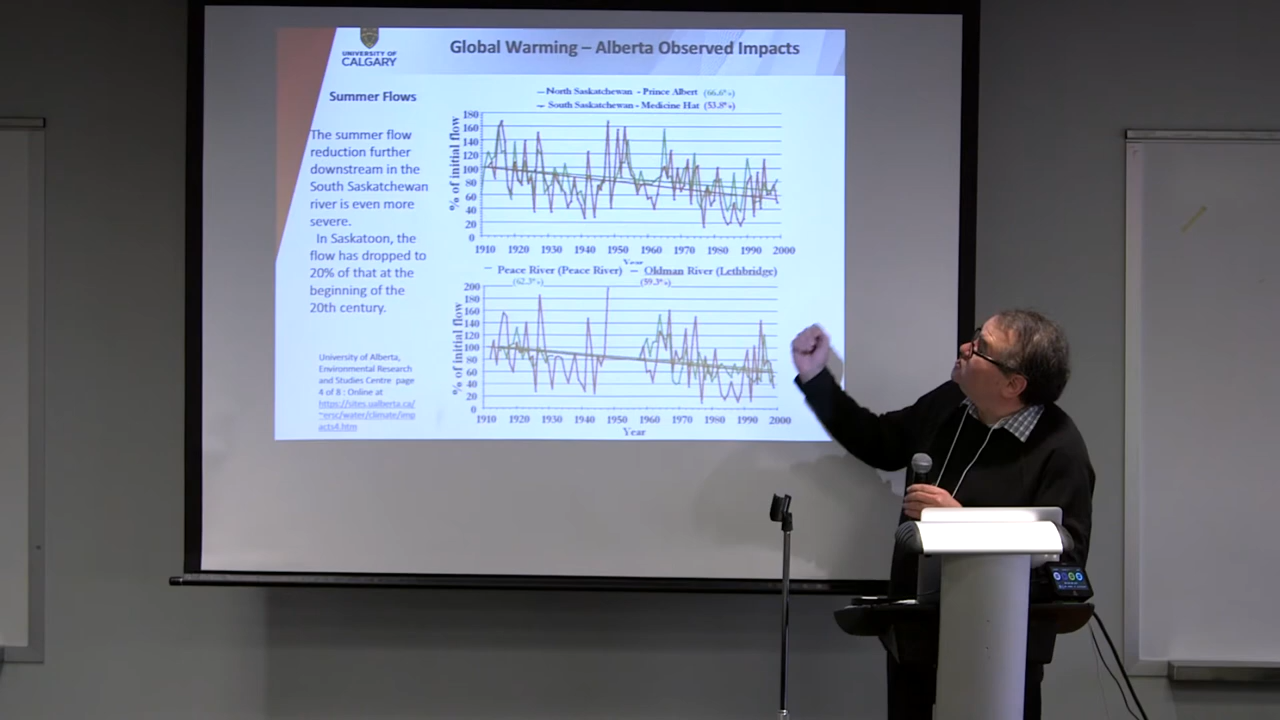 UNIVERSITY OF
CALGARY
Global Warming – Alberta Observed Impacts
Summer Flows
The summer flow
reduction further
downstream in the
South Saskatchewan
river is even more
severe.
In Saskatoon, the
flow has dropped to
20% of that at the
beginning of the
20th century.
University of Alberta,
Environmental Research
and Studies Centre page
4 of 8 : Online at
https://sites.ualberta.ca/
~ersc/water/climate/imp
acts4.htm
North Saskatchewan - Prince Albert (66.6%)
South Saskatchewan - Medicine Hat (53.8%)
% of initial flow
180
160
140
120
100
80
60
40
20
0
1910 1920 1930 1940 1950 1960 1970 1980 1990 2000
Year
Peace River (Peace River) Oldman River (Lethbridge)
(62.3%) (59.3%)
% of initial flow
200
180
160
140
120
100
80
60
40
20
0
1910 1920 1930 1940 1950 1960 1970 1980 1990 2000
Year